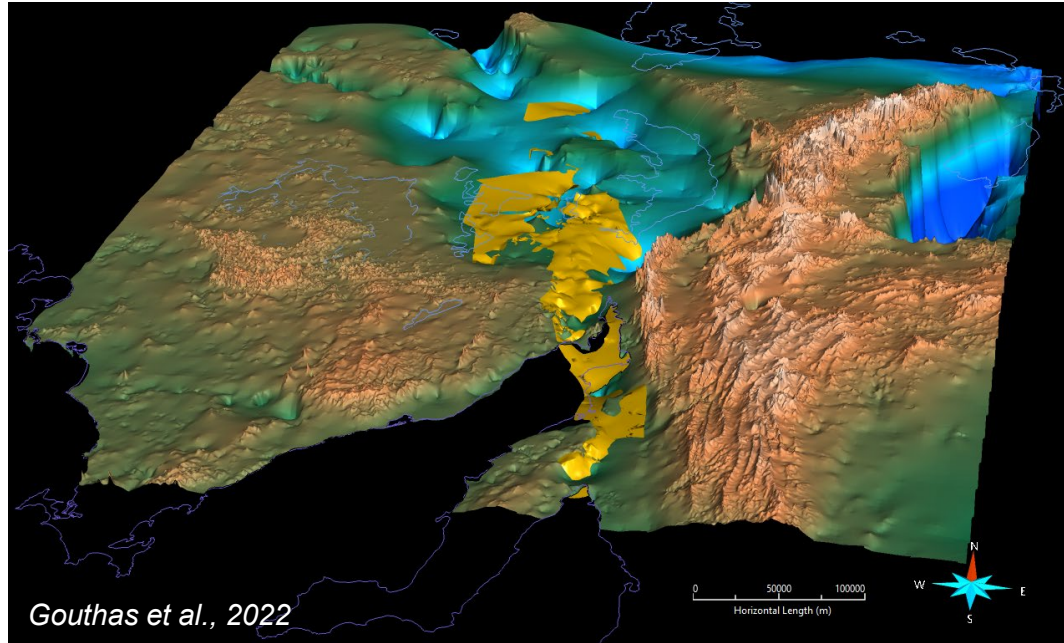 N
W E
S
0 50000 100000
Horizontal Length (m)
Gouthas et al., 2022